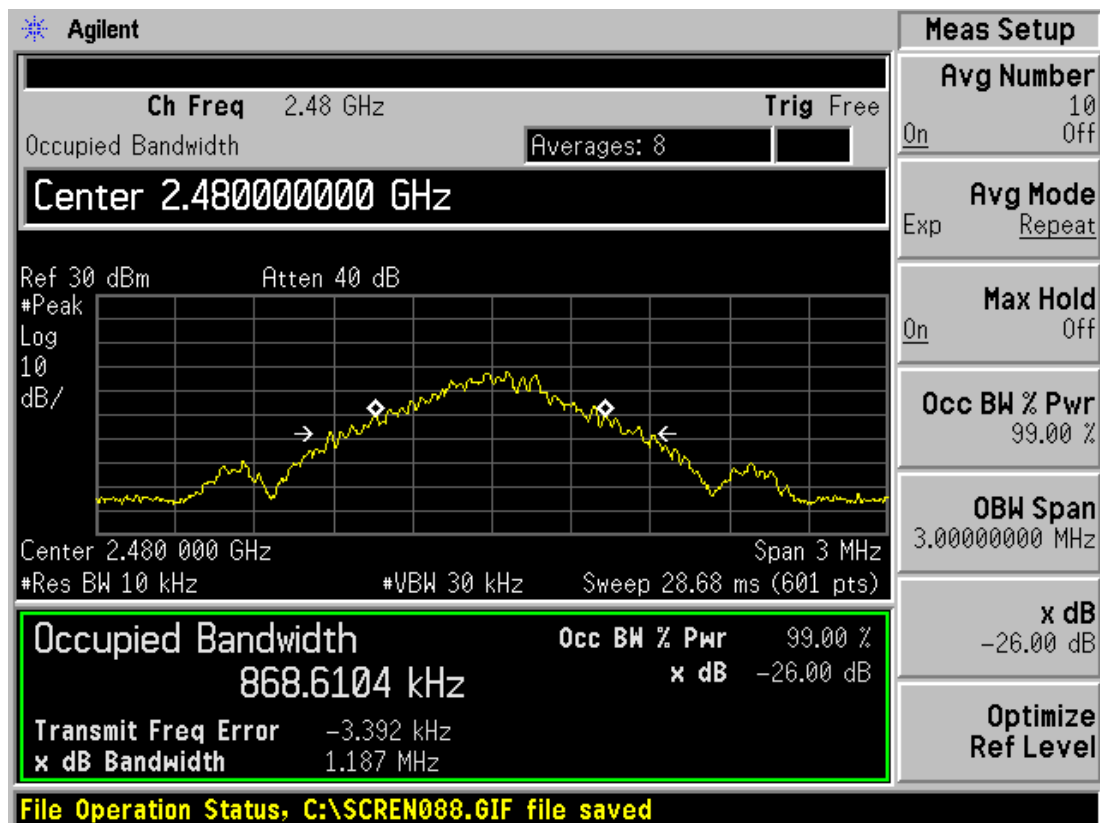 Agilent
Meas Setup
Ch Freq 2.48 GHz Trig Free
Occupied Bandwidth Averages: 8
Center 2.480000000 GHz
Ref 30 dBm Atten 40 dB
#Peak
Log
10
dB/
Center 2.480 000 GHz Span 3 MHz
#Res BW 10 kHz #VBW 30 kHz Sweep 28.68 ms (601 pts)
Occupied Bandwidth Occ BW % Pwr 99.00 %
868.6104 kHz x dB -26.00 dB
Transmit Freq Error -3.392 kHz
x dB Bandwidth 1.187 MHz
File Operation Status, C:\SCREN088.GIF file saved
Avg Number
10
On Off
Avg Mode
Exp Repeat
Max Hold
On Off
Occ BW % Pwr
99.00 %
OBW Span
3.00000000 MHz
x dB
-26.00 dB
Optimize
Ref Level